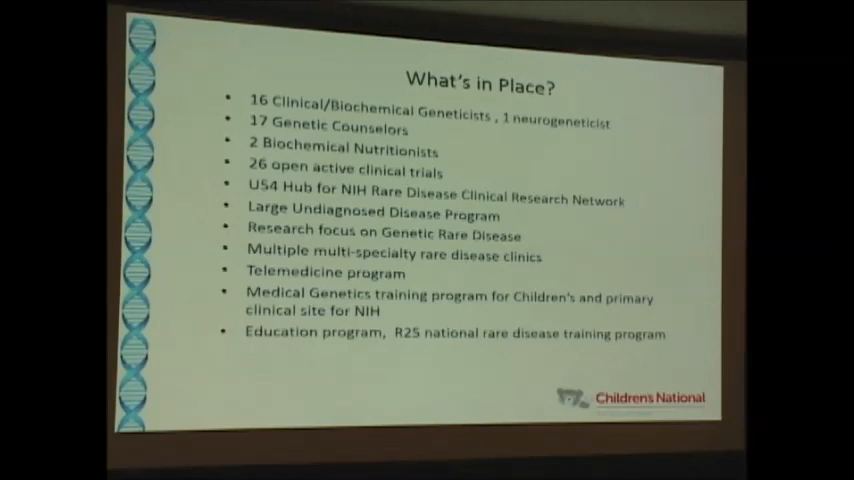 What's in Place?
• 16 Clinical/Biochemical Geneticists , 1 neurogeneticist
• 17 Genetic Counselors
• 2 Biochemical Nutritionists
• 26 open active clinical trials
• U54 Hub for NIH Rare Disease Clinical Research Network
• Large Undiagnosed Disease Program
• Research focus on Genetic Rare Disease
• Multiple multi-specialty rare disease clinics
• Telemedicine program
• Medical Genetics training program for Children's and primary
clinical site for NIH
• Education program, R25 national rare disease training program
Children's National